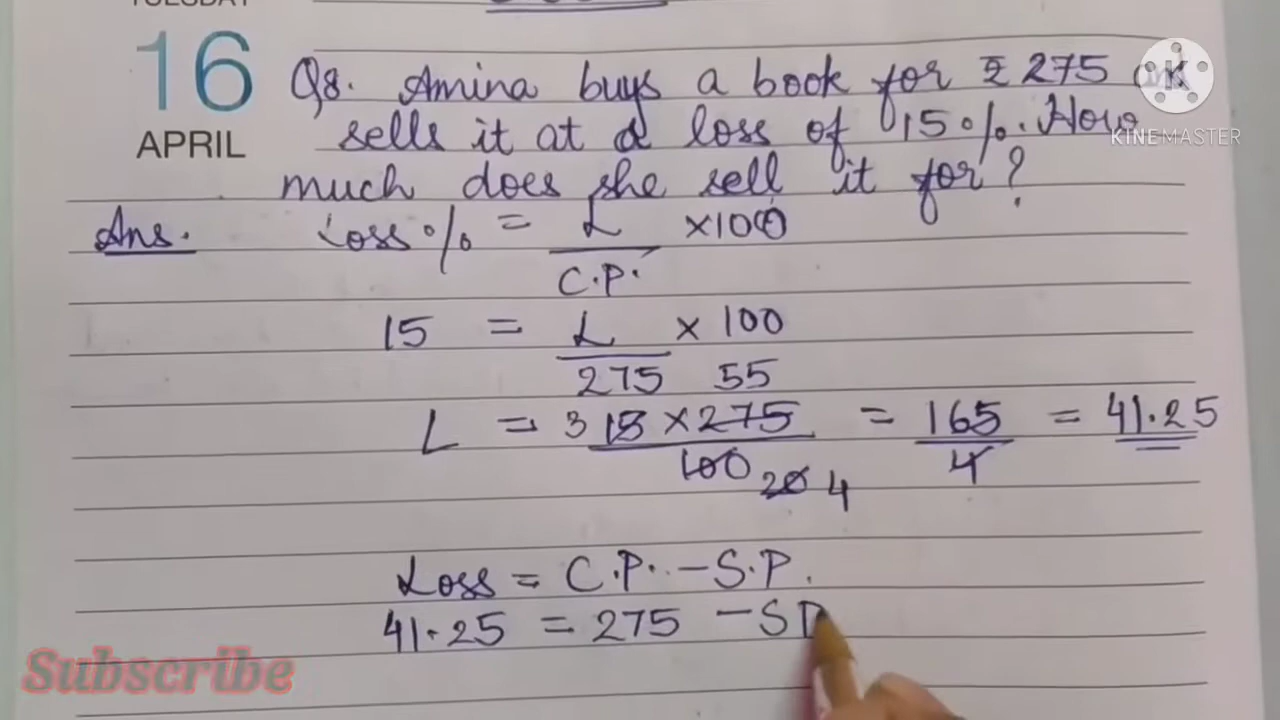 TUESDAY
16
APRIL
Q8. Amina buys a book for ₹ 275
sells it at a loss of 15%. How
much does she sell it for?
Ans. Loss % = L/C.P. ×100
15 = L/275 × 100
55
L = 3 15 × 275/100 20 4 = 165/4 = 41.25
Loss = C.P. – S.P.
41.25 = 275 – SP
K
KINEMASTER
Subscribe